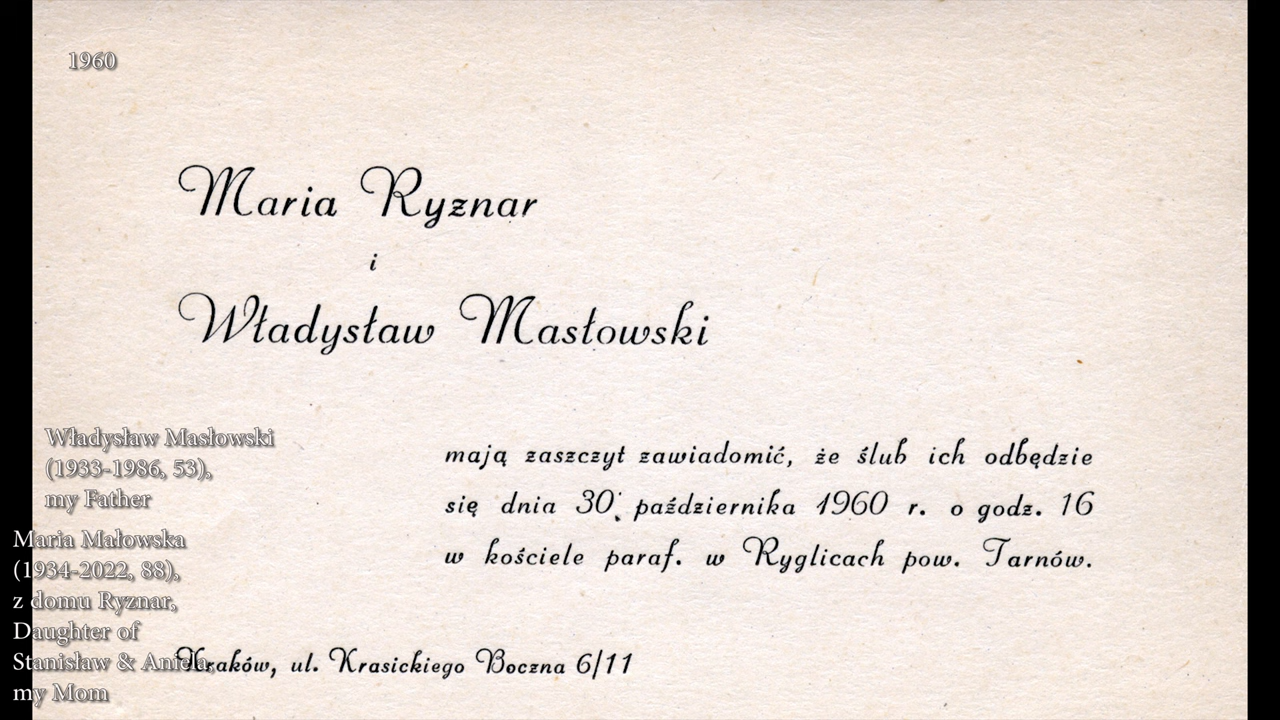 1960
Maria Ryznar
i
Władysław Masłowski
Władysław Masłowski
(1933-1986, 53),
my Father
mają zaszczyt zawiadomić, że ślub ich odbędzie
się dnia 30 października 1960 r. o godz. 16
w kościele paraf. w Ryglicach pow. Tarnów.
Maria Małowska
(1934-2022, 88),
z domu Ryznar,
Daughter of
Stanisław & Aniela,
my Mom
Kraków, ul. Krasickiego Boczna 6/11